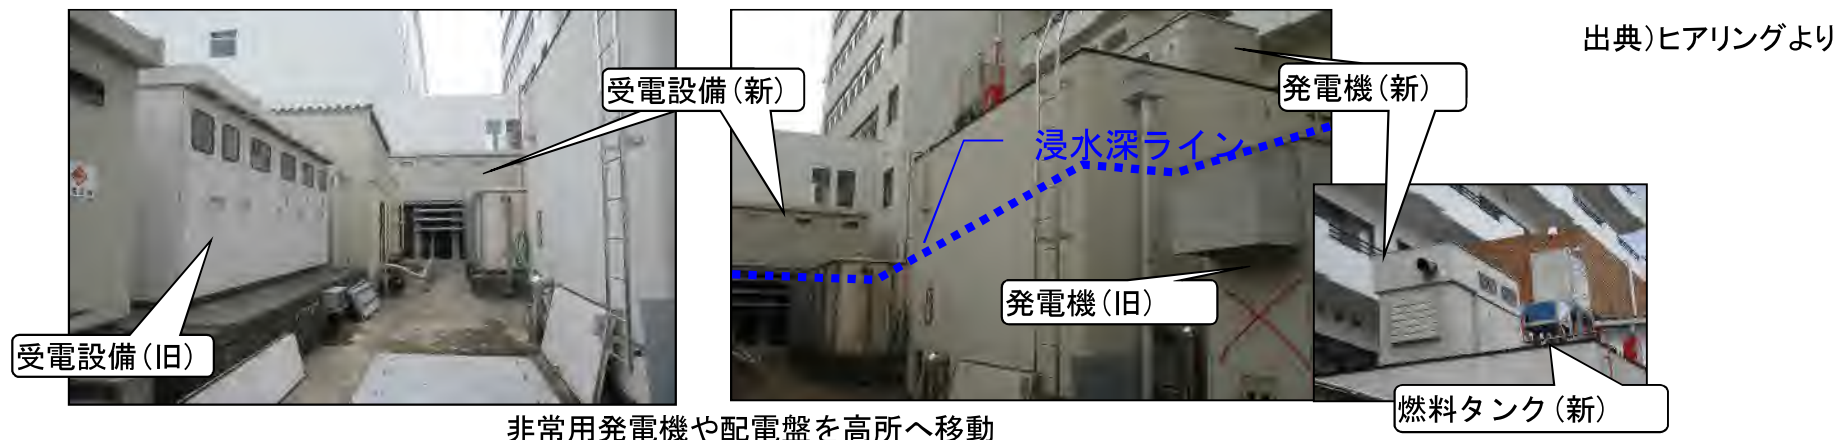 出典)ヒアリングより
受電設備(新)
発電機(新)
浸水深ライン
発電機(旧)
受電設備(旧)
燃料タンク(新)
非常用発電機や配電盤を高所へ移動